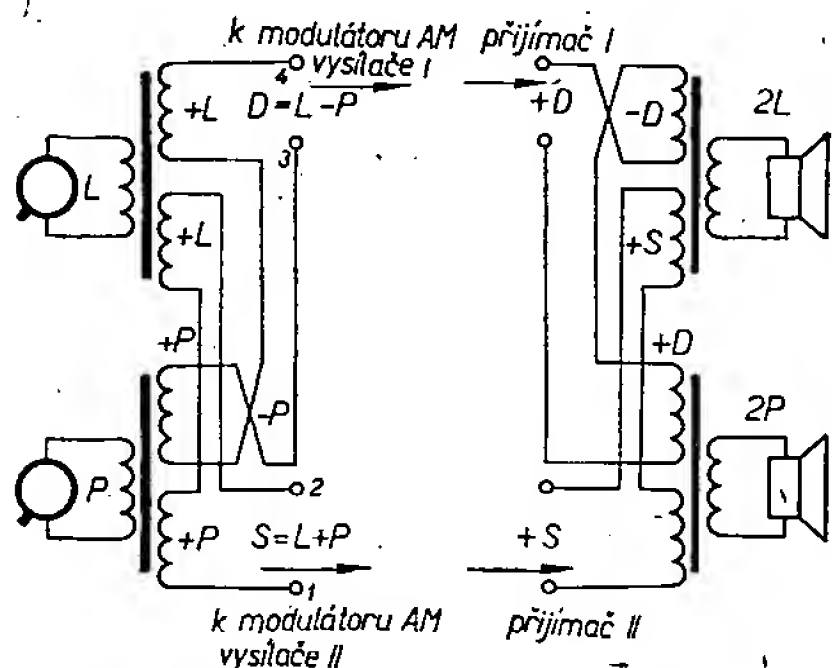 k modulátoru AM
vysílače I
přijímač I
4
+L
D=L-P
+D
-D
2L
3
L
+L
+S
+P
+D
-P
2P
P
2
+P
S=L+P
+S
1
k modulátoru AM
vysílače II
přijímač II